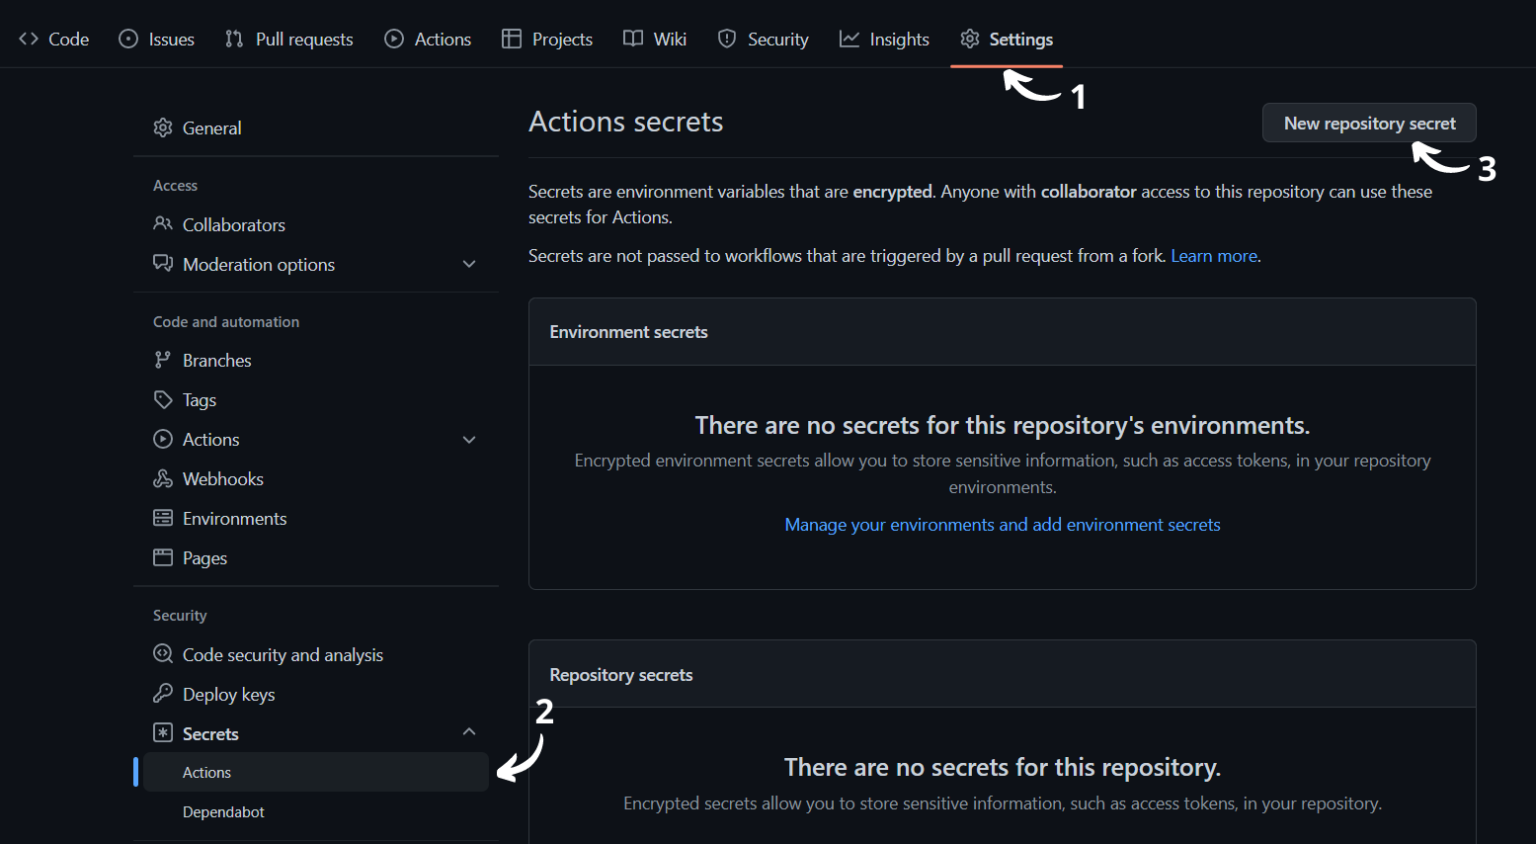 Code Issues Pull requests Actions Projects Wiki Security Insights Settings
1
General
Access
Collaborators
Moderation options
Code and automation
Branches
Tags
Actions
Webhooks
Environments
Pages
Security
Code security and analysis
Deploy keys
Secrets
2
Actions
Dependabot
Actions secrets
New repository secret
3
Secrets are environment variables that are encrypted. Anyone with collaborator access to this repository can use these
secrets for Actions.
Secrets are not passed to workflows that are triggered by a pull request from a fork. Learn more.
Environment secrets
There are no secrets for this repository's environments.
Encrypted environment secrets allow you to store sensitive information, such as access tokens, in your repository
environments.
Manage your environments and add environment secrets
Repository secrets
There are no secrets for this repository.
Encrypted secrets allow you to store sensitive information, such as access tokens, in your repository.